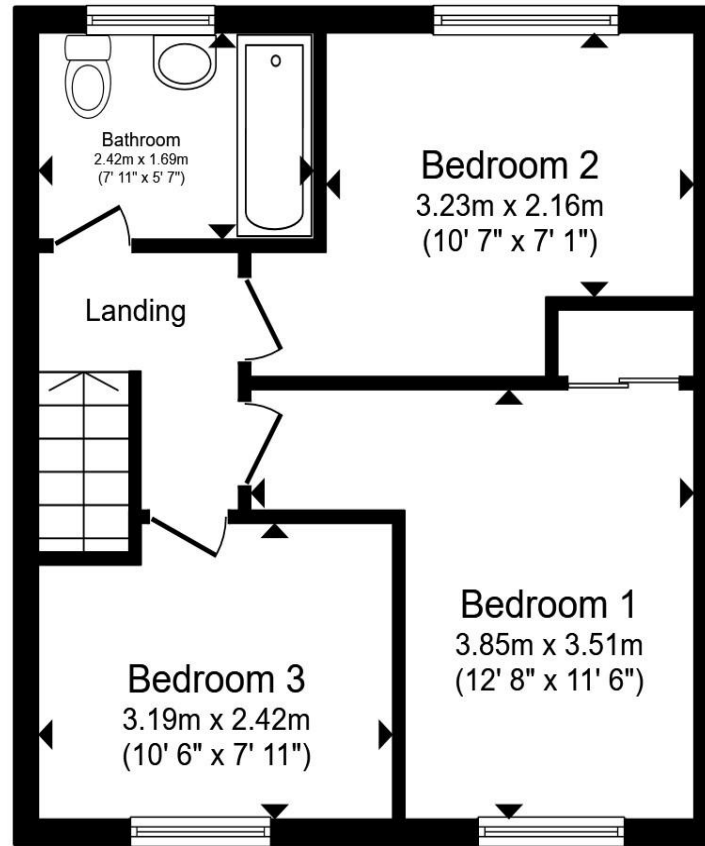 Bathroom
2.42m x 1.69m
(7' 11" x 5' 7")
Bedroom 2
3.23m x 2.16m
(10' 7" x 7' 1")
Landing
Bedroom 1
3.85m x 3.51m
(12' 8" x 11' 6")
Bedroom 3
3.19m x 2.42m
(10' 6" x 7' 11")